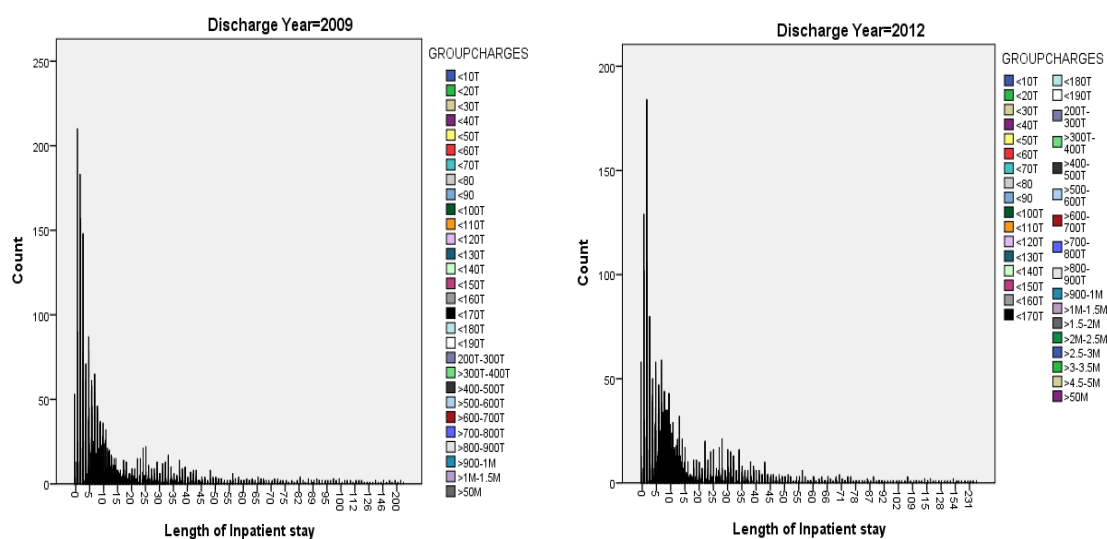 Discharge Year=2009
GROUPCHARGES
<10T
<20T
<30T
<40T
<50T
<60T
<70T
<80
<90
<100T
<110T
<120T
<130T
<140T
<150T
<160T
<170T
<180T
<190T
200T-300T
>300T-400T
>400-500T
>500-600T
>600-700T
>700-800T
>800-900T
>900-1M
>1M-1.5M
>50M
Count
250
200
150
100
50
0
0 5 10 15 20 25 30 35 40 45 50 55 60 65 70 75 82 89 95 100 112 126 146 200
Length of Inpatient stay
Discharge Year=2012
GROUPCHARGES
<10T
<20T
<30T
<40T
<50T
<60T
<70T
<80
<90
<100T
<110T
<120T
<130T
<140T
<150T
<160T
<170T
<180T
<190T
200T-
300T
>300T-
400T
>400-
500T
>500-
600T
>600-
700T
>700-
800T
>800-
900T
>900-1M
>1M-1.5M
>1.5-2M
>2M-2.5M
>2.5-3M
>3-3.5M
>4.5-5M
>50M
Count
200
150
100
50
0
0 5 10 15 20 25 30 35 40 45 50 55 60 66 71 78 87 92 102 109 115 128 154 231
Length of Inpatient stay